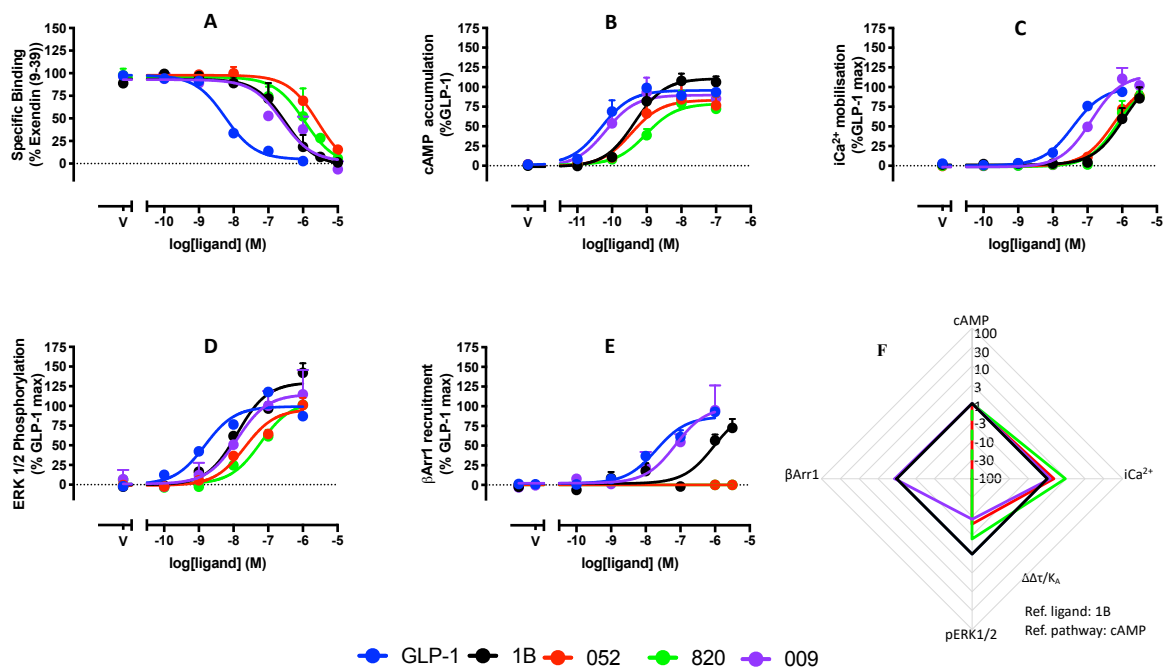 A
150
125
100
75
50
25
0
Specific Binding
(% Exendin (9-39))
V
-10 -9 -8 -7 -6 -5
log[ligand] (M)
B
175
150
125
100
75
50
25
0
cAMP accumulation
(%GLP-1)
V
-11 -10 -9 -8 -7 -6 -5
log[ligand] (M)
C
175
150
125
100
75
50
25
0
iCa²⁺ mobilisation
(%GLP-1 max)
V
-10 -9 -8 -7 -6 -5
log[ligand] (M)
D
175
150
125
100
75
50
25
0
ERK 1/2 Phosphorylation
(% GLP-1 max)
V
-10 -9 -8 -7 -6 -5
log[ligand] (M)
E
175
150
125
100
75
50
25
0
βArr1 recruitment
(% GLP-1 max)
V
-10 -9 -8 -7 -6 -5
log[ligand] (M)
F
cAMP
100
30
10
3
1
-3
-10
-30
-100
βArr1
iCa²⁺
ΔΔτ/K_A
pERK1/2
Ref. ligand: 1B
Ref. pathway: cAMP
GLP-1 1B 052 820 009